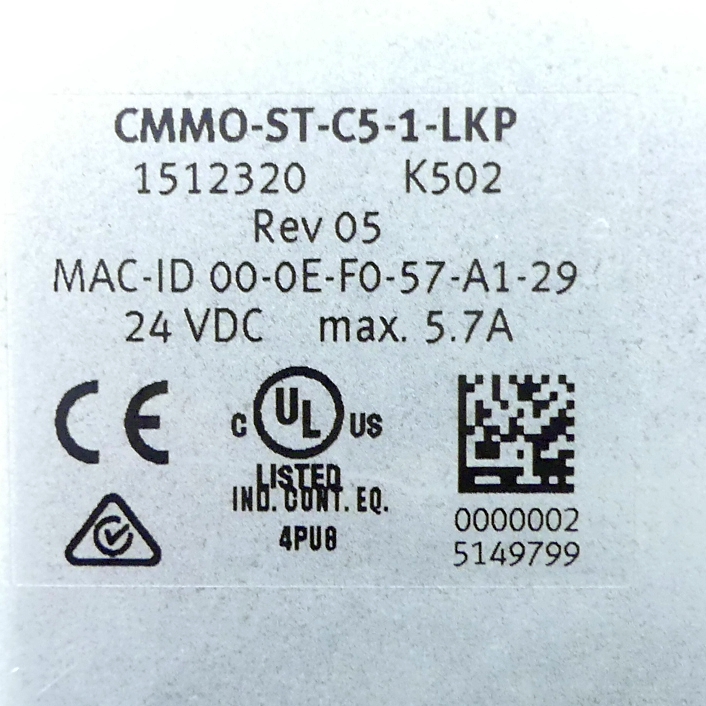 CMMO-ST-C5-1-LKP
1512320 K502
Rev 05
MAC-ID 00-0E-F0-57-A1-29
24 VDC max. 5.7A
CE
C UL US
LISTED
IND. CONT. EQ.
4PU8
0000002
5149799